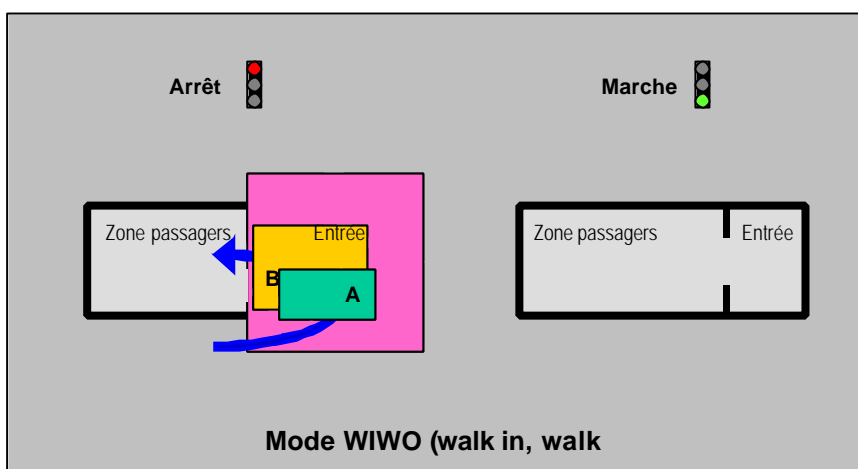 Arrêt
Marche
Zone passagers
Entrée
Zone passagers
Entrée
B
A
Mode WIWO (walk in, walk